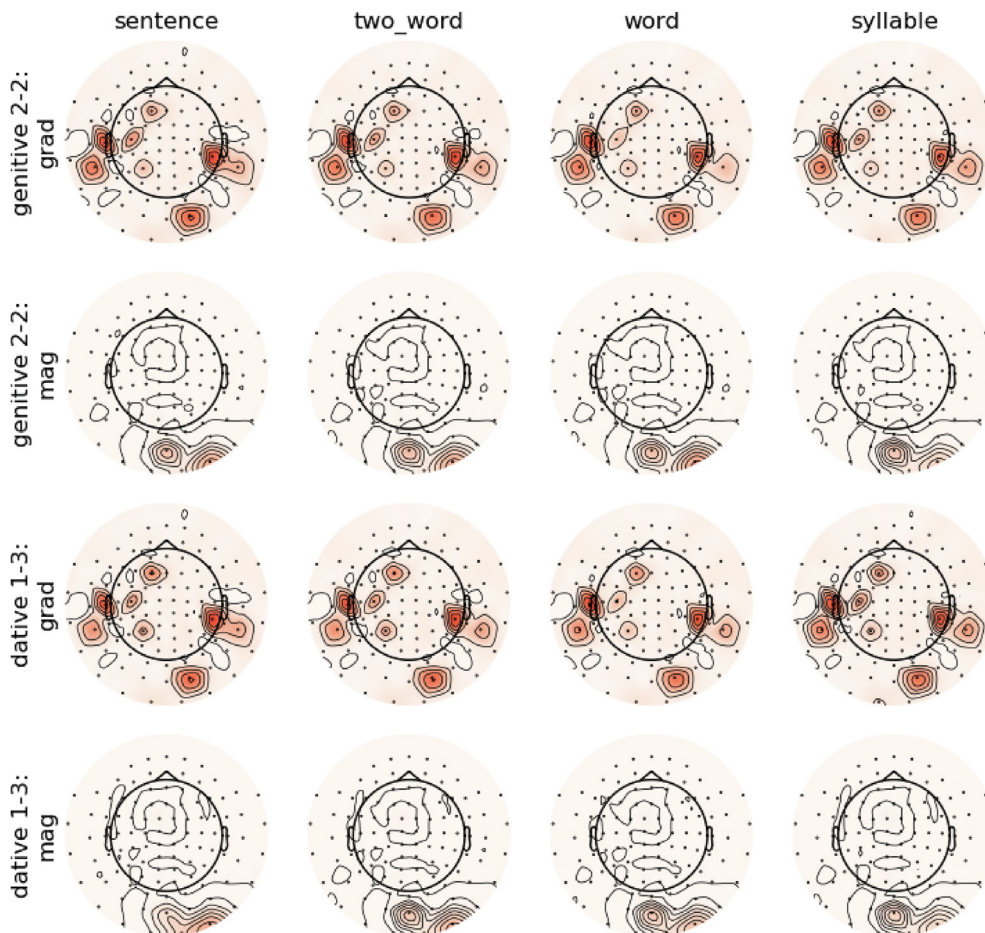 sentence two_word word syllable
genitive 2-2:
grad
genitive 2-2:
mag
dative 1-3:
grad
dative 1-3:
mag